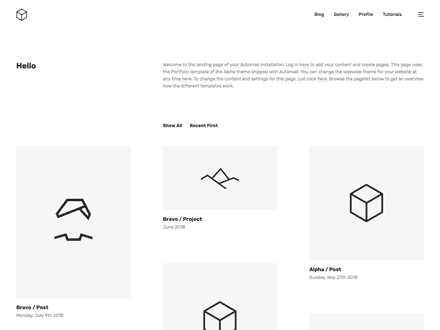 Blog Gallery Profile Tutorials
Hello
Welcome to the landing page of your Automad installation. Log in here to add your content and create pages. This page uses
the Portfolio template of the Alpha theme shipped with Automad. You can change the sidewide theme for your website at
any time here. To change the content and settings for this page, just click here. Browse the pagelist below to get an overview
how the different templates work.
Show All Recent First
Bravo / Project
June 2018
Alpha / Post
Sunday, May 27th 2018
Bravo / Post
Monday, July 9th 2018